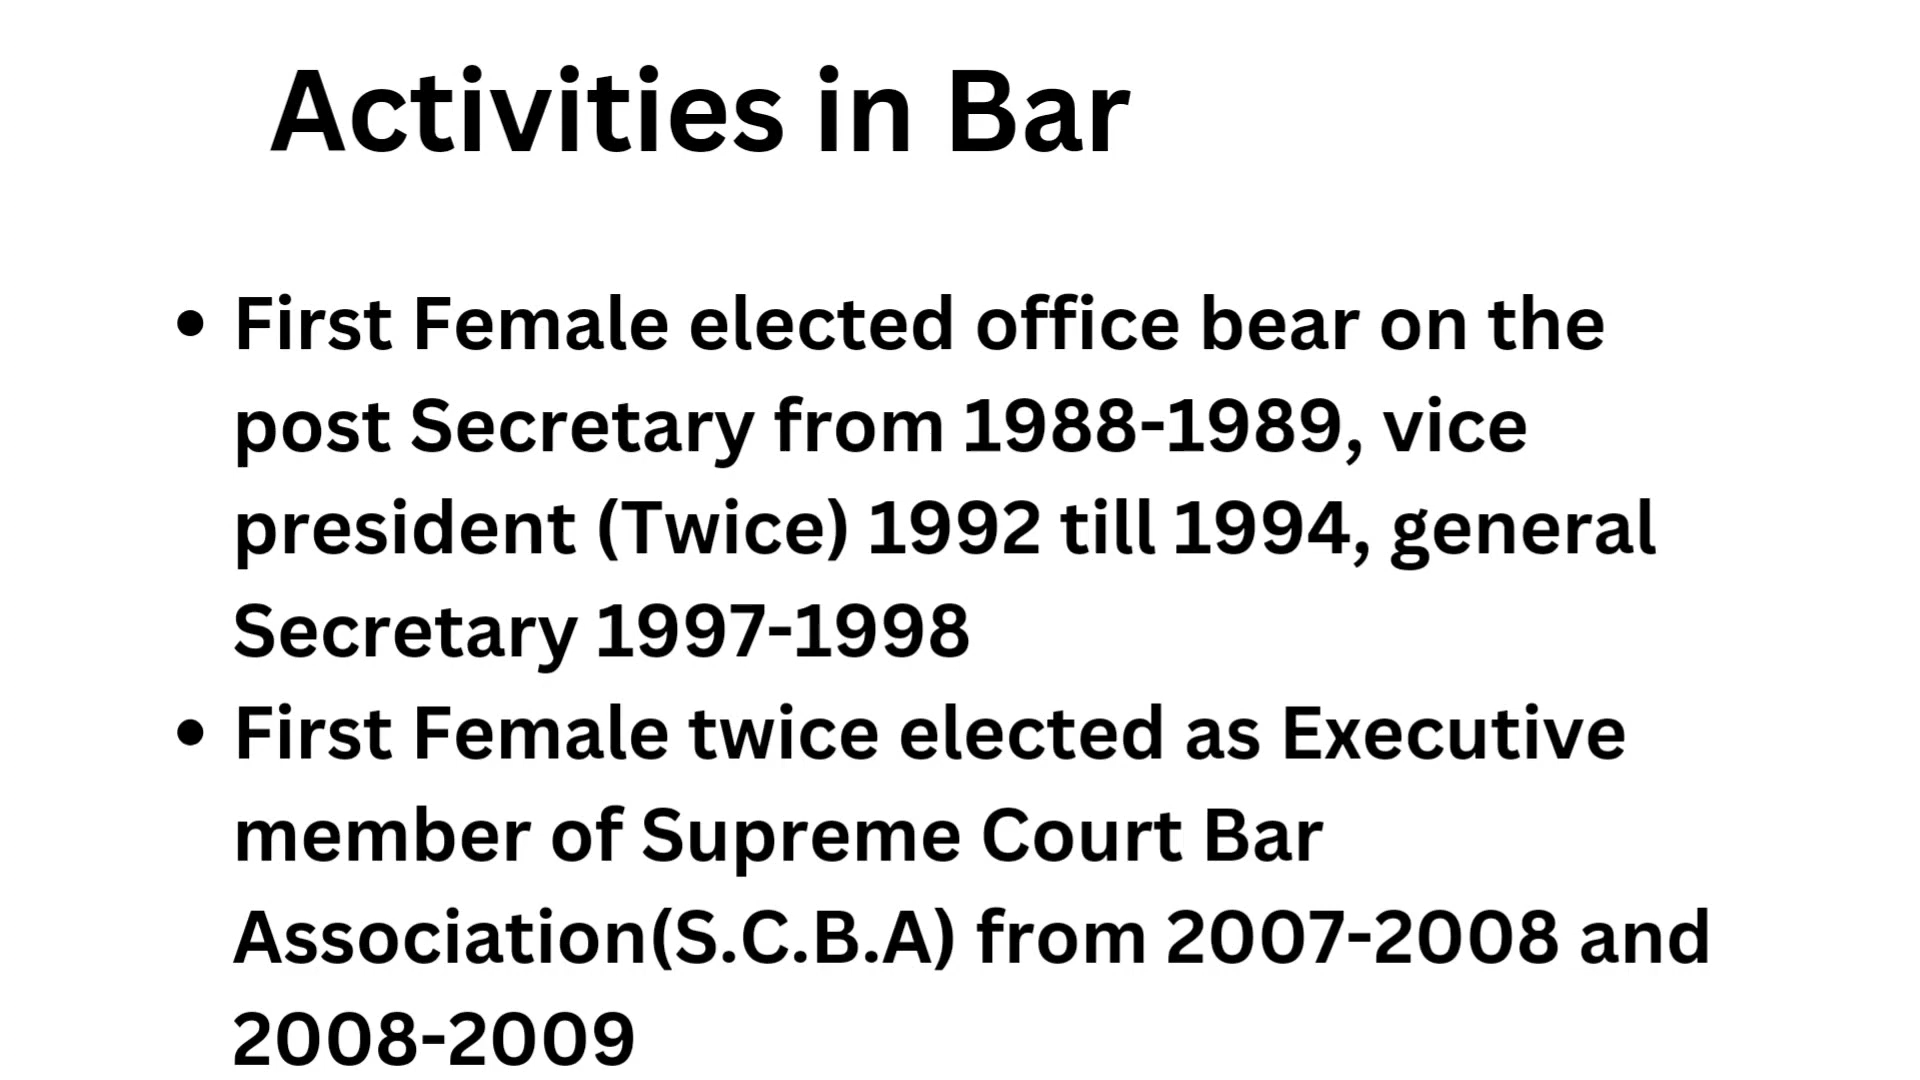 Activities in Bar
• First Female elected office bear on the
post Secretary from 1988-1989, vice
president (Twice) 1992 till 1994, general
Secretary 1997-1998
• First Female twice elected as Executive
member of Supreme Court Bar
Association(S.C.B.A) from 2007-2008 and
2008-2009